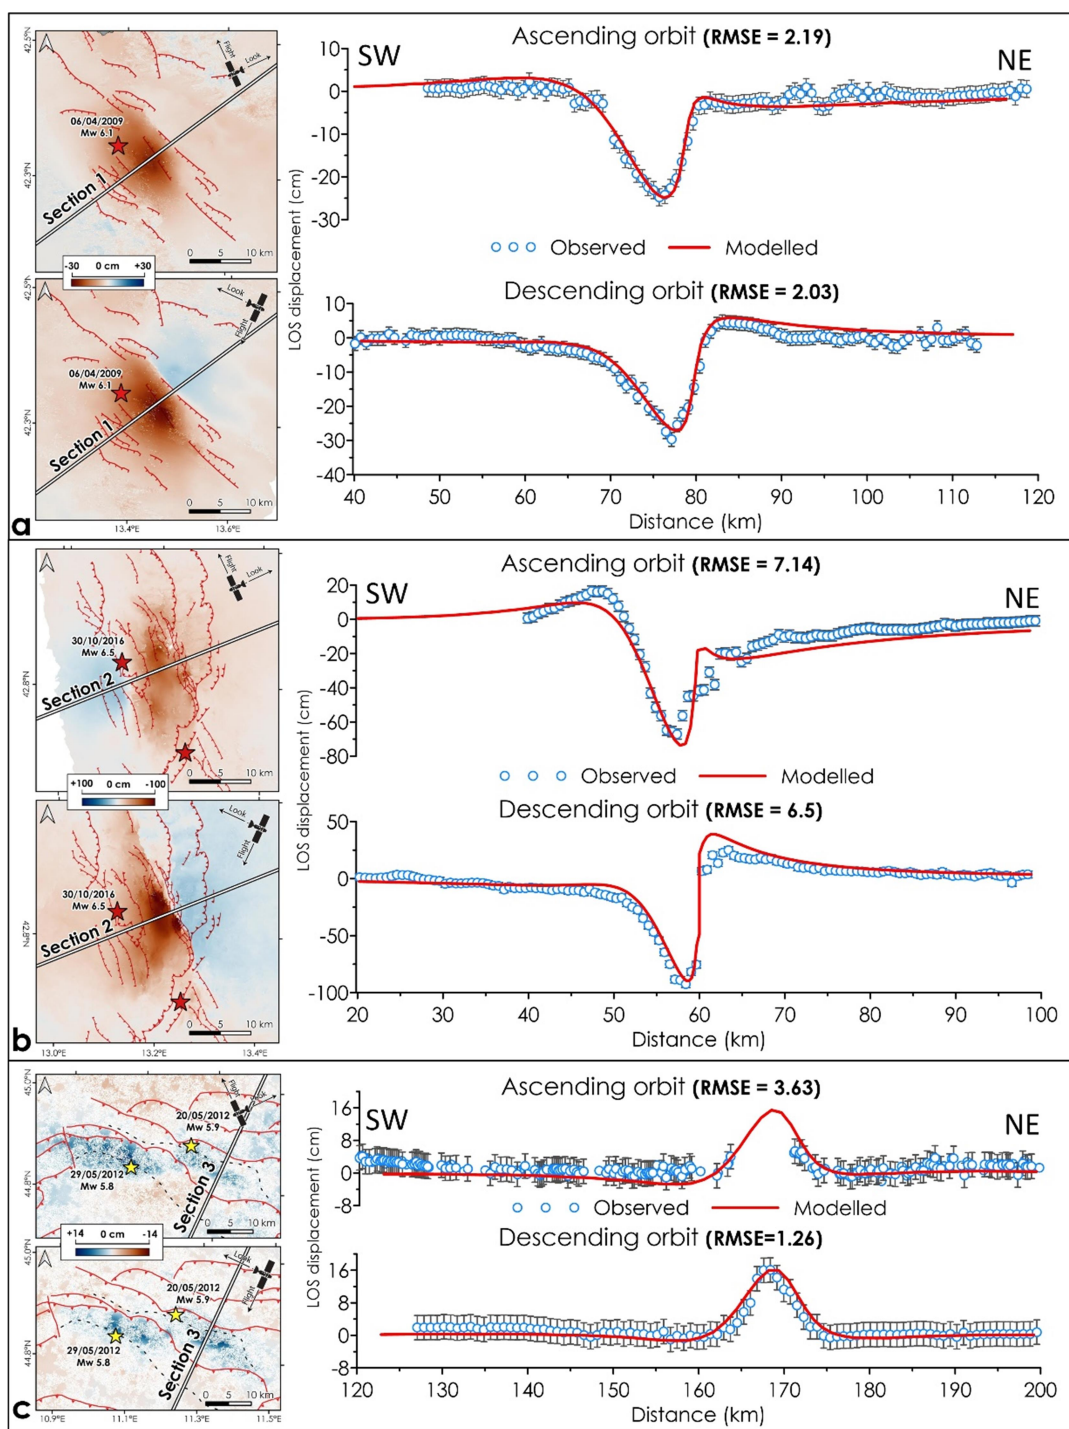 Ascending orbit (RMSE = 2.19)
SW
NE
42.5°N
42.3°N
Flight
Look
06/04/2009
Mw 6.1
Section 1
0 5 10 km
-30 0 cm +30
10
0
-10
-20
-30
LOS displacement (cm)
Observed
Modelled
Descending orbit (RMSE = 2.03)
42.5°N
42.3°N
Look
Flight
06/04/2009
Mw 6.1
Section 1
0 5 10 km
13.4°E 13.6°E
10
0
-10
-20
-30
-40
40 50 60 70 80 90 100 110 120
Distance (km)
a
Ascending orbit (RMSE = 7.14)
SW
NE
Flight
Look
30/10/2016
Mw 6.5
Section 2
42.8°N
0 5 10 km
+100 0 cm -100
20
0
-20
-40
-60
-80
LOS displacement (cm)
Observed
Modelled
Descending orbit (RMSE = 6.5)
Look
Flight
30/10/2016
Mw 6.5
Section 2
42.8°N
0 5 10 km
13.0°E 13.2°E 13.4°E
50
0
-50
-100
20 30 40 50 60 70 80 90 100
Distance (km)
b
Ascending orbit (RMSE = 3.63)
SW
NE
45.0°N
44.8°N
Flight
20/05/2012
Mw 5.9
29/05/2012
Mw 5.8
Section 3
0 5 10 km
+14 0 cm -14
16
8
0
-8
LOS displacement (cm)
Observed
Modelled
Descending orbit (RMSE=1.26)
45.0°N
44.8°N
Look
Flight
20/05/2012
Mw 5.9
29/05/2012
Mw 5.8
Section 3
0 5 10 km
10.9°E 11.1°E 11.3°E 11.5°E
16
8
0
-8
120 130 140 150 160 170 180 190 200
Distance (km)
c